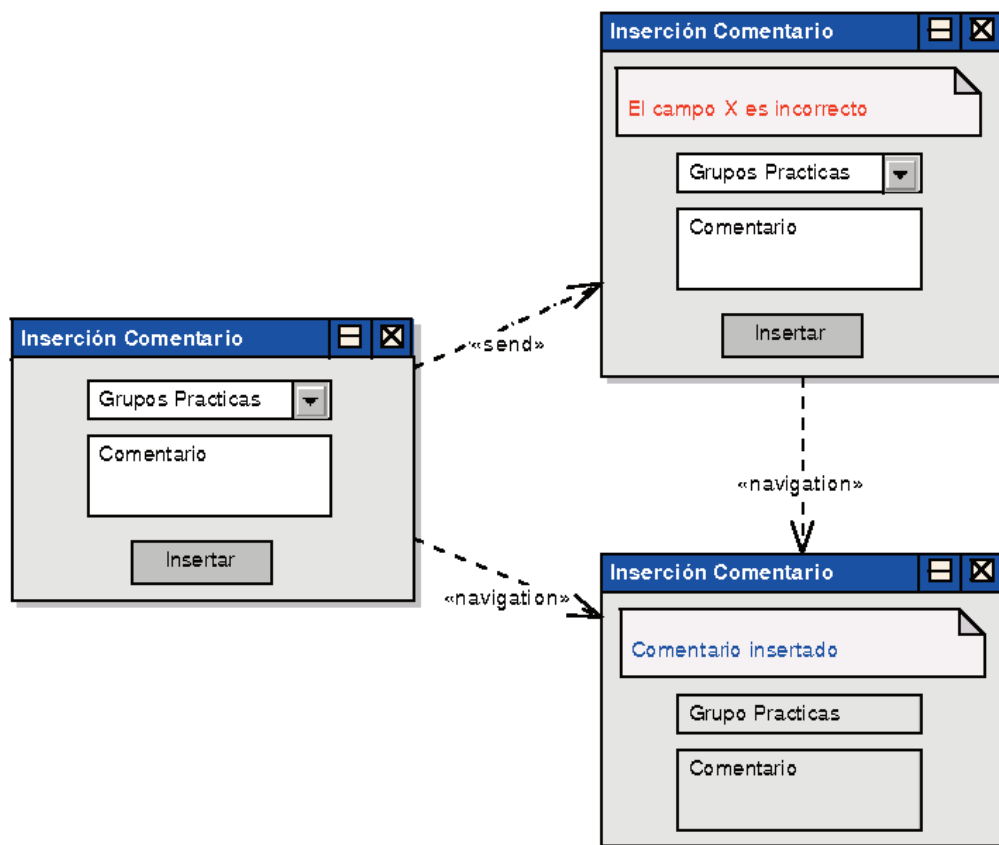 Inserción Comentario
El campo X es incorrecto
Grupos Practicas
Comentario
Insertar
«send»
Inserción Comentario
Grupos Practicas
Comentario
Insertar
«navigation»
«navigation»
Inserción Comentario
Comentario insertado
Grupo Practicas
Comentario